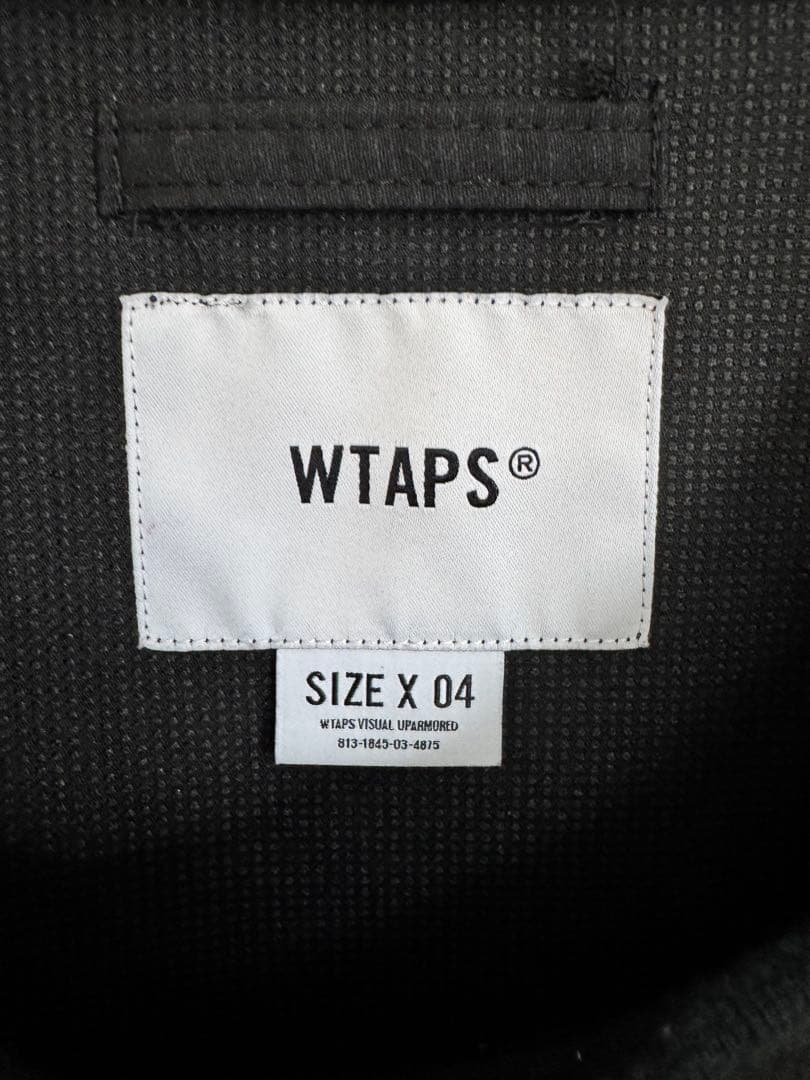 WTAPS®
SIZE X 04
WTAPS VISUAL UPARMORED
813-1845-03-4875